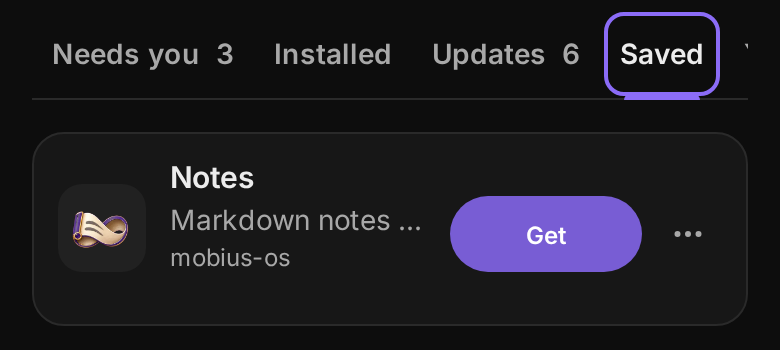 Needs you 3 Installed Updates 6 Saved
Notes
Markdown notes ...
mobius-os
Get